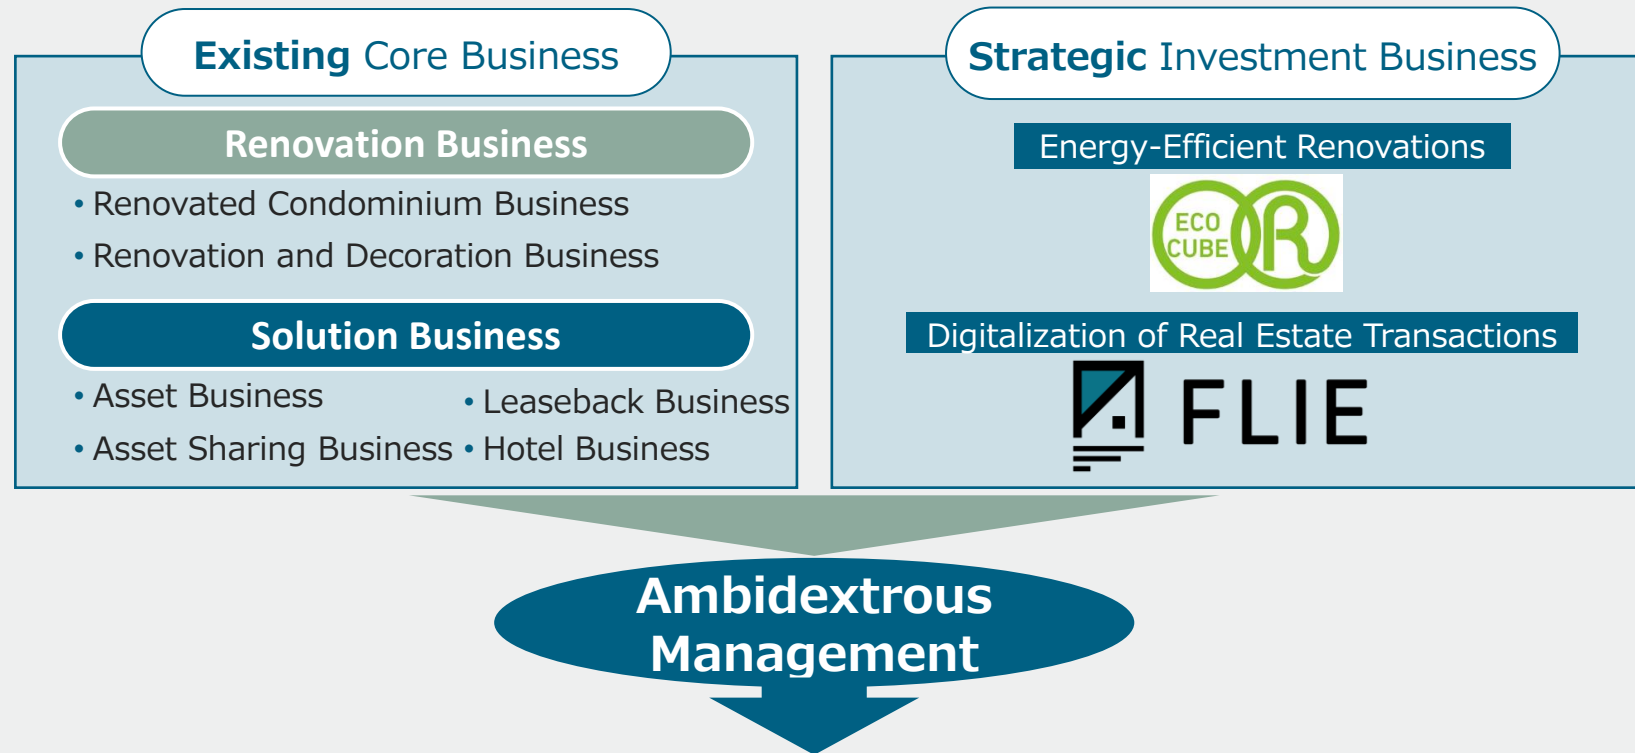 Existing Core Business
Renovation Business
• Renovated Condominium Business
• Renovation and Decoration Business
Solution Business
• Asset Business
• Leaseback Business
• Asset Sharing Business
• Hotel Business
Strategic Investment Business
Energy-Efficient Renovations
ECO
CUBE R
Digitalization of Real Estate Transactions
FLIE
Ambidextrous
Management